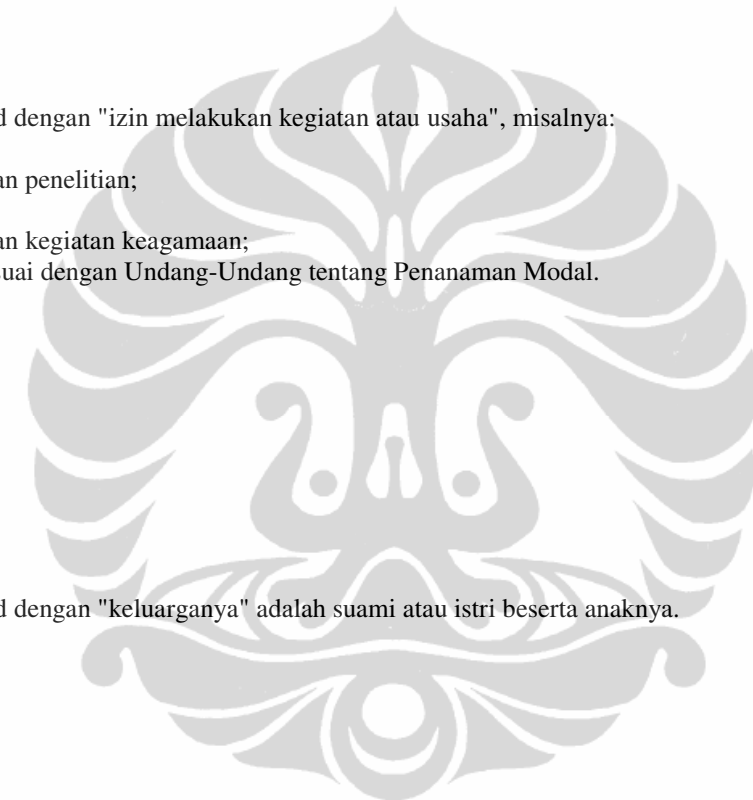 d dengan "izin melakukan kegiatan atau usaha", misalnya:
an penelitian;
an kegiatan keagamaan;
suai dengan Undang-Undang tentang Penanaman Modal.
d dengan "keluarganya" adalah suami atau istri beserta anaknya.